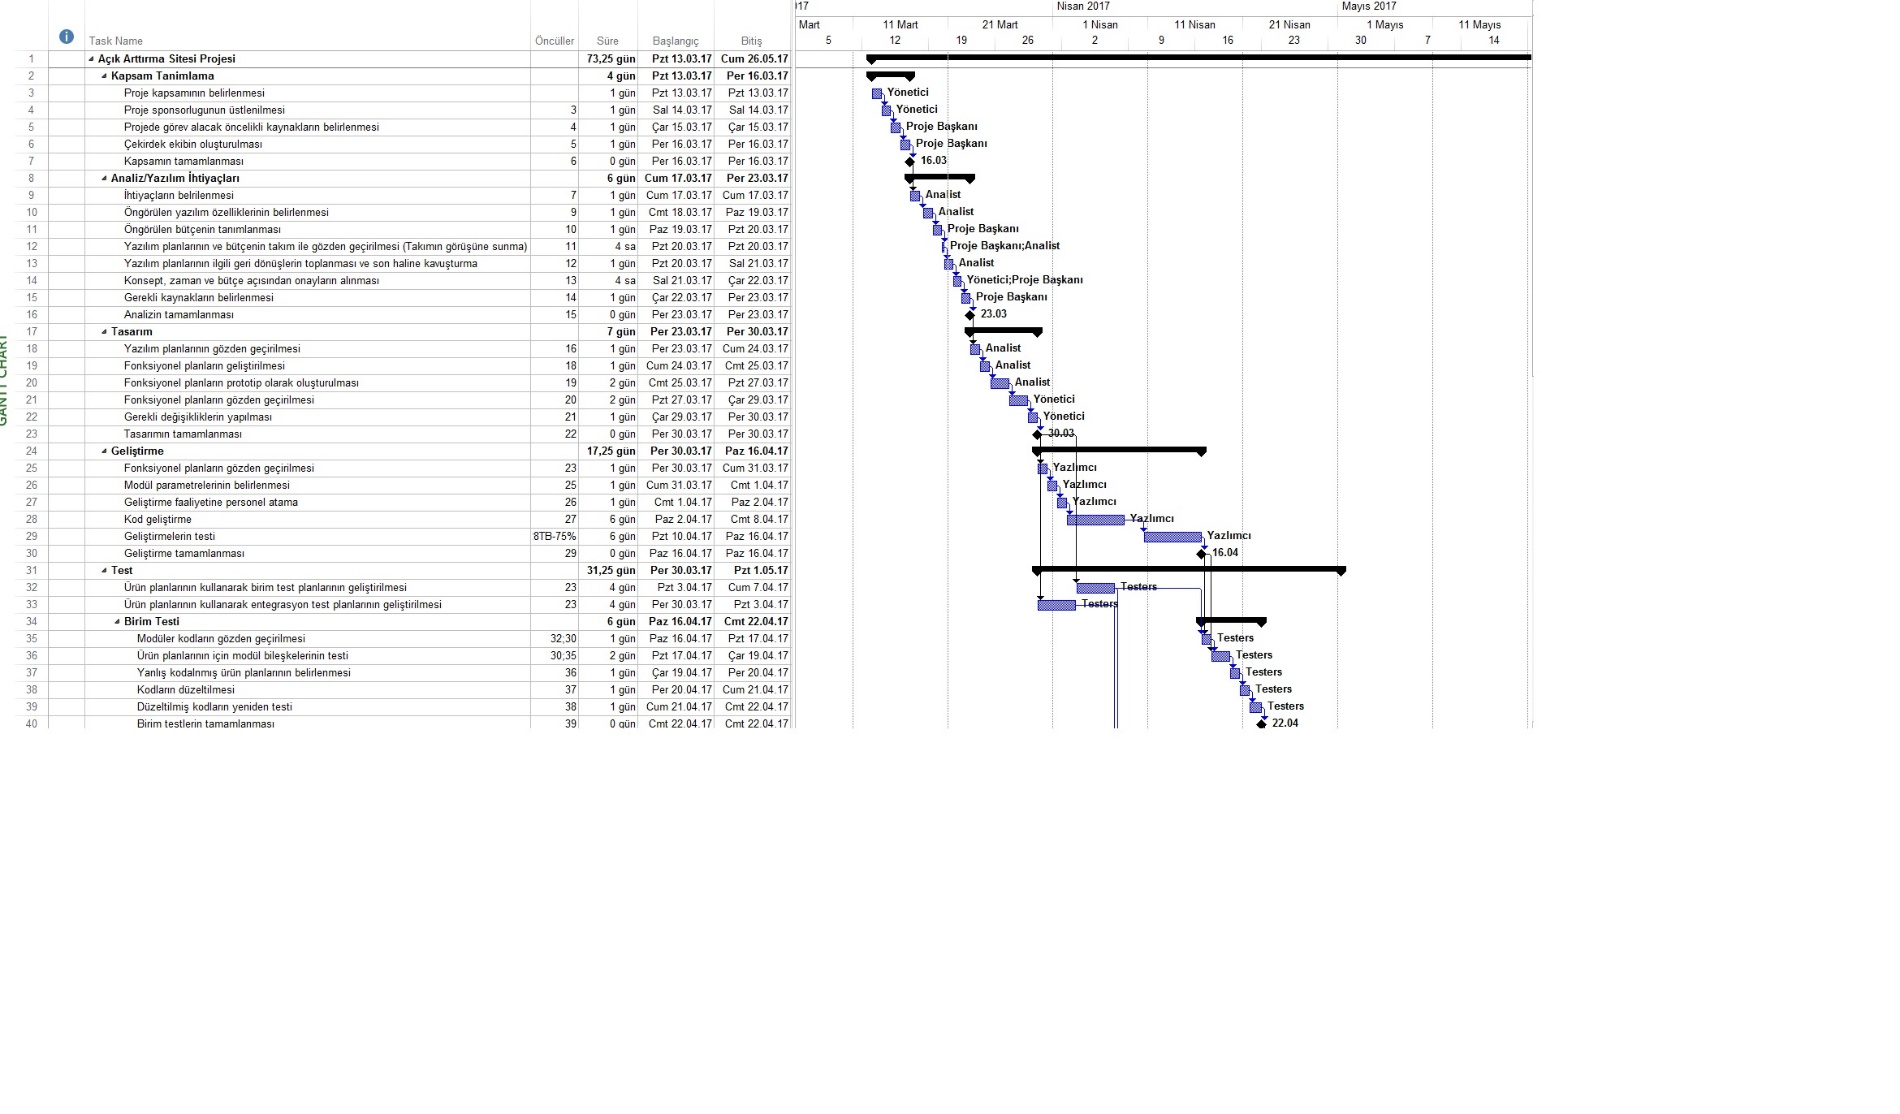 GANTT CHART
Task Name Öncüller Süre Başlangıç Bitiş
)17 Nisan 2017 Mayıs 2017
Mart 11 Mart 21 Mart 1 Nisan 11 Nisan 21 Nisan 1 Mayıs 11 Mayıs
5 12 19 26 2 9 16 23 30 7 14
1 Açık Arttırma Sitesi Projesi 73,25 gün Pzt 13.03.17 Cum 26.05.17
2 Kapsam Tanimlama 4 gün Pzt 13.03.17 Per 16.03.17
3 Proje kapsamının belirlenmesi 1 gün Pzt 13.03.17 Pzt 13.03.17 Yönetici
4 Proje sponsorlugunun üstlenilmesi 3 1 gün Sal 14.03.17 Sal 14.03.17 Yönetici
5 Projede görev alacak öncelikli kaynakların belirlenmesi 4 1 gün Çar 15.03.17 Çar 15.03.17 Proje Başkanı
6 Çekirdek ekibin oluşturulması 5 1 gün Per 16.03.17 Per 16.03.17 Proje Başkanı
7 Kapsamın tamamlanması 6 0 gün Per 16.03.17 Per 16.03.17 16.03
8 Analiz/Yazılım İhtiyaçları 6 gün Cum 17.03.17 Per 23.03.17
9 İhtiyaçların belrilenmesi 7 1 gün Cum 17.03.17 Cum 17.03.17 Analist
10 Öngörülen yazılım özelliklerinin belirlenmesi 9 1 gün Cmt 18.03.17 Paz 19.03.17 Analist
11 Öngörülen bütçenin tanımlanması 10 1 gün Paz 19.03.17 Pzt 20.03.17 Proje Başkanı
12 Yazılım planlarının ve bütçenin takım ile gözden geçirilmesi (Takımın görüşüne sunma) 11 4 sa Pzt 20.03.17 Pzt 20.03.17 Proje Başkanı;Analist
13 Yazılım planlarının ilgili geri dönüşlerin toplanması ve son haline kavuşturma 12 1 gün Pzt 20.03.17 Sal 21.03.17 Analist
14 Konsept, zaman ve bütçe açısından onayların alınması 13 4 sa Sal 21.03.17 Çar 22.03.17 Yönetici;Proje Başkanı
15 Gerekli kaynakların belirlenmesi 14 1 gün Çar 22.03.17 Per 23.03.17 Proje Başkanı
16 Analizin tamamlanması 15 0 gün Per 23.03.17 Per 23.03.17 23.03
17 Tasarım 7 gün Per 23.03.17 Per 30.03.17
18 Yazılım planlarının gözden geçirilmesi 16 1 gün Per 23.03.17 Cum 24.03.17 Analist
19 Fonksiyonel planların geliştirilmesi 18 1 gün Cum 24.03.17 Cmt 25.03.17 Analist
20 Fonksiyonel planların prototip olarak oluşturulması 19 2 gün Cmt 25.03.17 Pzt 27.03.17 Analist
21 Fonksiyonel planların gözden geçirilmesi 20 2 gün Pzt 27.03.17 Çar 29.03.17 Yönetici
22 Gerekli değişikliklerin yapılması 21 1 gün Çar 29.03.17 Per 30.03.17 Yönetici
23 Tasarımın tamamlanması 22 0 gün Per 30.03.17 Per 30.03.17 30.03
24 Geliştirme 17,25 gün Per 30.03.17 Paz 16.04.17
25 Fonksiyonel planların gözden geçirilmesi 23 1 gün Per 30.03.17 Cum 31.03.17 Yazlımcı
26 Modül parametrelerinin belirlenmesi 25 1 gün Cum 31.03.17 Cmt 1.04.17 Yazlımcı
27 Geliştirme faaliyetine personel atama 26 1 gün Cmt 1.04.17 Paz 2.04.17 Yazlımcı
28 Kod geliştirme 27 6 gün Paz 2.04.17 Cmt 8.04.17 Yazlımcı
29 Geliştirmelerin testi 8TB-75% 6 gün Pzt 10.04.17 Paz 16.04.17 Yazlımcı
30 Geliştirme tamamlanması 29 0 gün Paz 16.04.17 Paz 16.04.17 16.04
31 Test 31,25 gün Per 30.03.17 Pzt 1.05.17
32 Ürün planlarının kullanarak birim test planlarının geliştirilmesi 23 4 gün Pzt 3.04.17 Cum 7.04.17 Testers
33 Ürün planlarının kullanarak entegrasyon test planlarının geliştirilmesi 23 4 gün Per 30.03.17 Pzt 3.04.17 Testers
34 Birim Testi 6 gün Paz 16.04.17 Cmt 22.04.17
35 Modüler kodların gözden geçirilmesi 32;30 1 gün Paz 16.04.17 Pzt 17.04.17 Testers
36 Ürün planlarının için modül bileşkelerinin testi 30;35 2 gün Pzt 17.04.17 Çar 19.04.17 Testers
37 Yanlış kodalnmış ürün planlarının belirlenmesi 36 1 gün Çar 19.04.17 Per 20.04.17 Testers
38 Kodların düzeltilmesi 37 1 gün Per 20.04.17 Cum 21.04.17 Testers
39 Düzeltilmiş kodların yeniden testi 38 1 gün Cum 21.04.17 Cmt 22.04.17 Testers
40 Birim testlerin tamamlanması 39 0 gün Cmt 22.04.17 Cmt 22.04.17 22.04